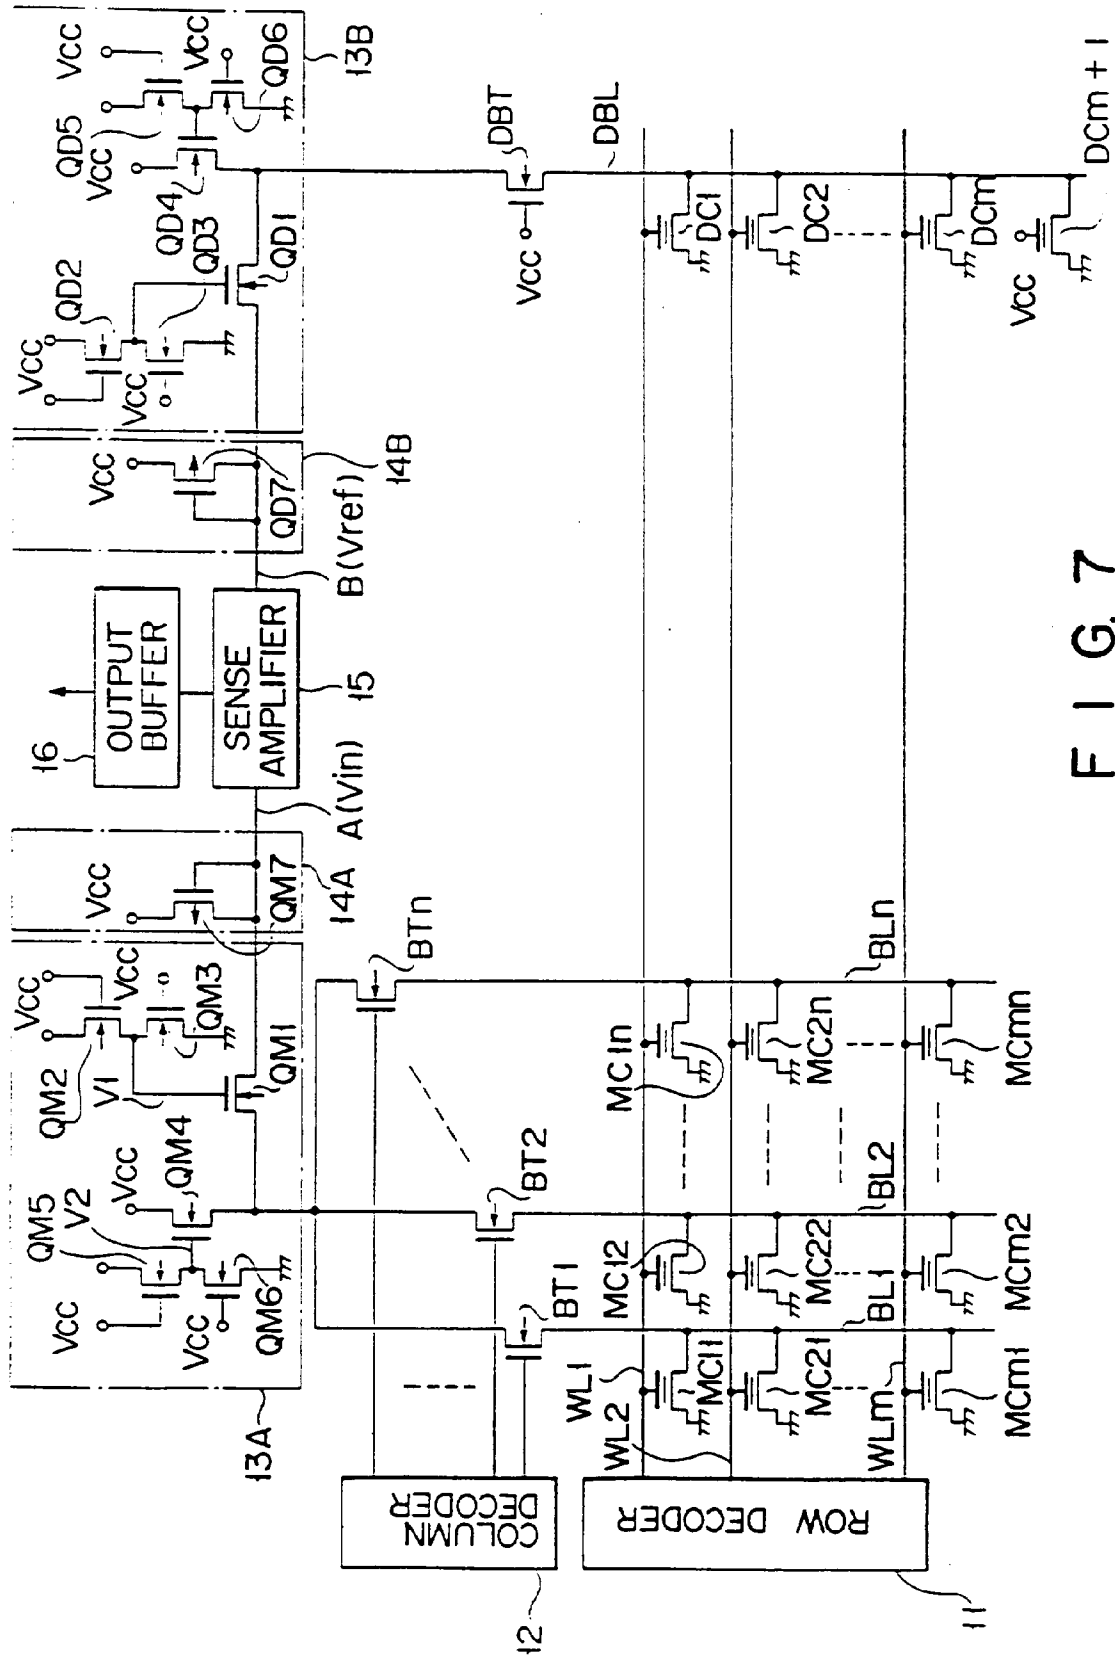 13A
VCC
QM5
V2
VCC
QM6
VCC
QM4
QM2
V1
VCC
VCC
QM3
QM1
VCC
QM7
14A
16
OUTPUT
BUFFER
SENSE
AMPLIFIER
15
A(Vin)
B(Vref)
VCC
QD7
14B
VCC
QD2
VCC
QD3
QD4
VCC
QD5
QD1
VCC
VCC
QD6
13B
12
COLUMN
DECODER
BT1
BT2
BTn
VCC
DBT
DBL
11
ROW DECODER
WL1
WL2
WLm
MC11
MC12
MC1n
DC1
MC21
MC22
MC2n
DC2
BL1
BL2
BLn
MCm1
MCm2
MCmn
DCm
VCC
DCm+1
FIG. 7